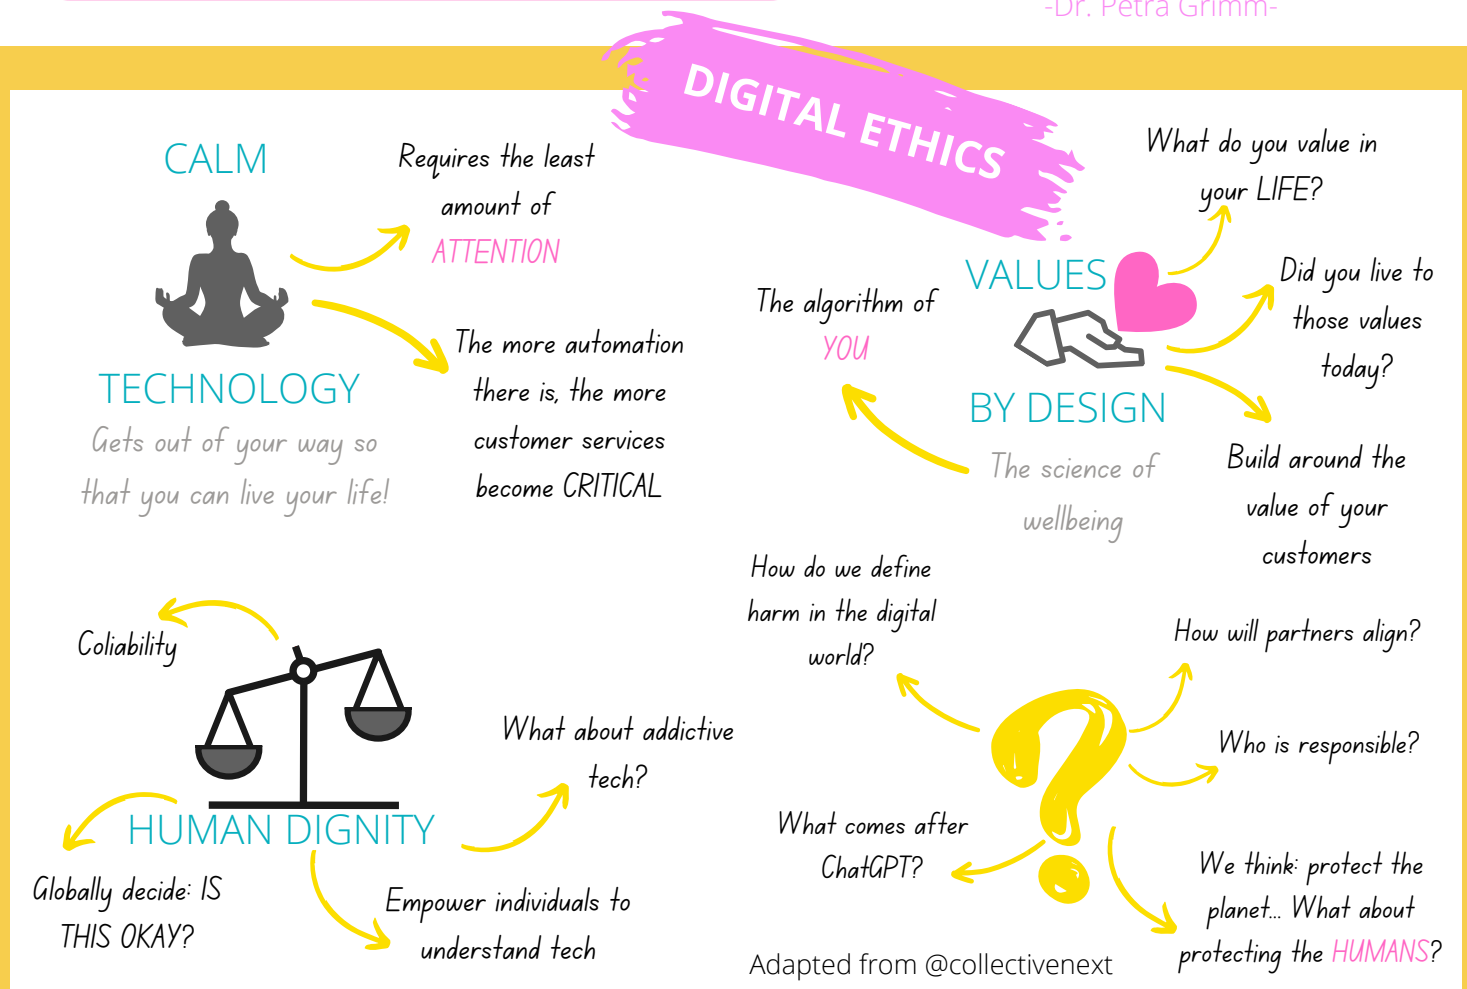 -Dr. Petra Grimm-
DIGITAL ETHICS
CALM
TECHNOLOGY
Gets out of your way so
that you can live your life!
Requires the least
amount of
ATTENTION
The more automation
there is, the more
customer services
become CRITICAL
VALUES
BY DESIGN
The science of
wellbeing
The algorithm of
YOU
What do you value in
your LIFE?
Did you live to
those values
today?
Build around the
value of your
customers
HUMAN DIGNITY
Coliability
Globally decide: IS
THIS OKAY?
Empower individuals to
understand tech
What about addictive
tech?
How do we define
harm in the digital
world?
How will partners align?
Who is responsible?
What comes after
ChatGPT?
We think: protect the
planet... What about
protecting the HUMANS?
Adapted from @collectivenext